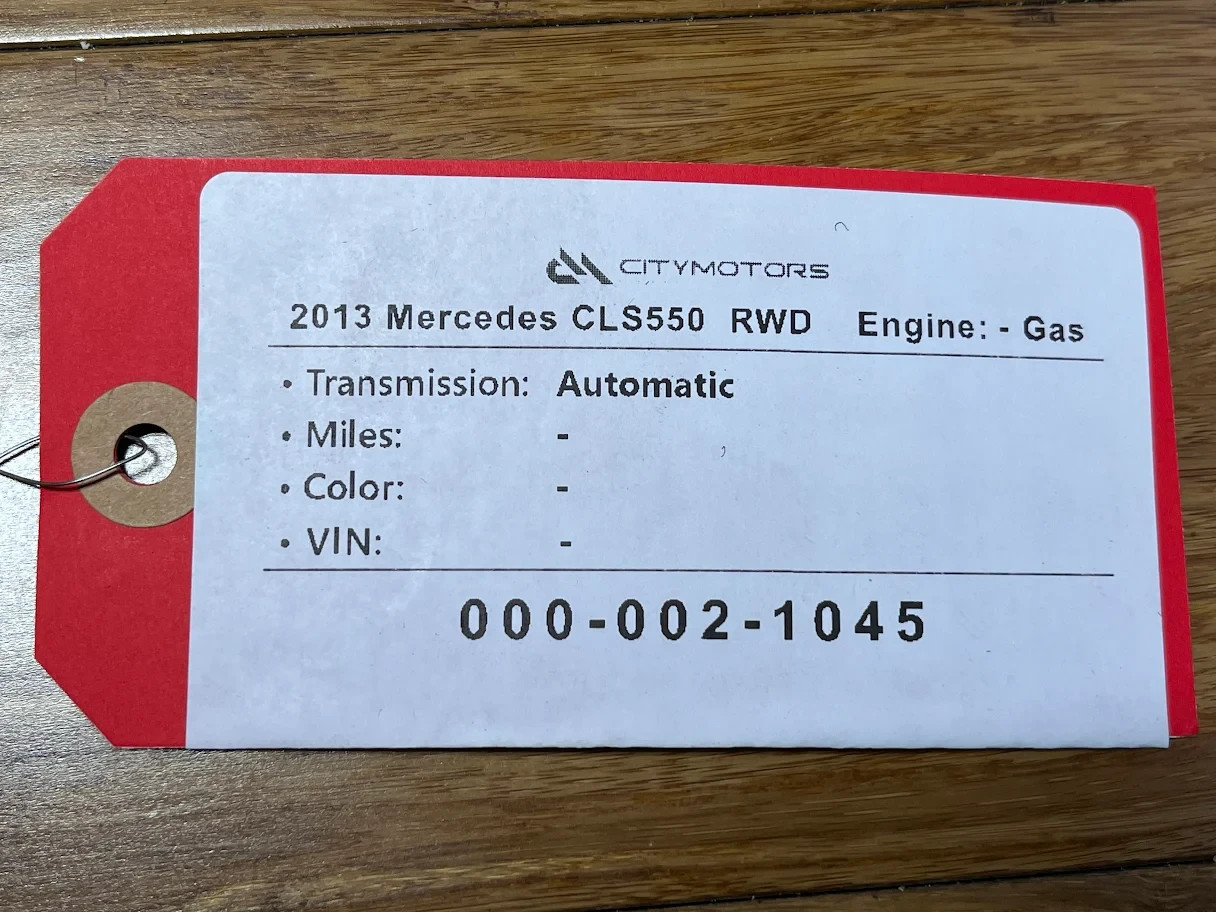 CITYMOTORS
2013 Mercedes CLS550 RWD Engine: - Gas
• Transmission: Automatic
• Miles: -
• Color: -
• VIN: -
000-002-1045